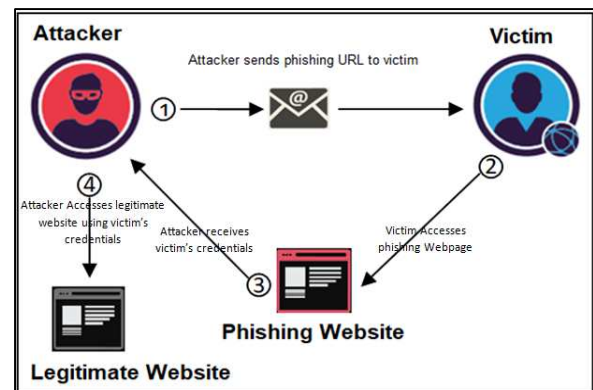 Attacker
Victim
Attacker sends phishing URL to victim
@
①
②
④
Attacker Accesses legitimate
website using victim's
credentials
Attacker receives
victim's credentials
Victim Accesses
phishing Webpage
③
Phishing Website
Legitimate Website